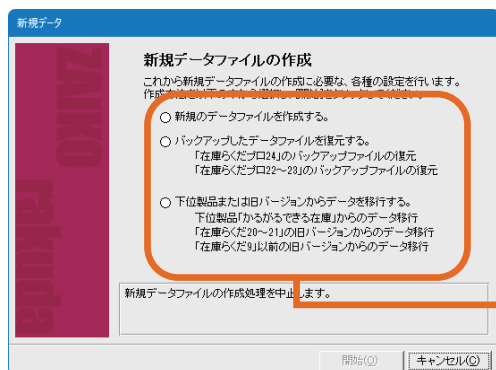 新規データ
新規データファイルの作成
これから新規データファイルの作成に必要な、各種の設定を行います。
新規のデータファイルを作成する。
バックアップしたデータファイルを復元する。
「在庫らくだプロ24」のバックアップファイルの復元
「在庫らくだプロ22～23」のバックアップファイルの復元
下位製品または旧バージョンからデータを移行する。
下位製品「かるがるできる在庫」からのデータ移行
「在庫らくだ20～21」の旧バージョンからのデータ移行
「在庫らくだ9」以前の旧バージョンからのデータ移行
新規データファイルの作成処理を中止します。
開始(O)
キャンセル(C)
ZAIKO
rakuda